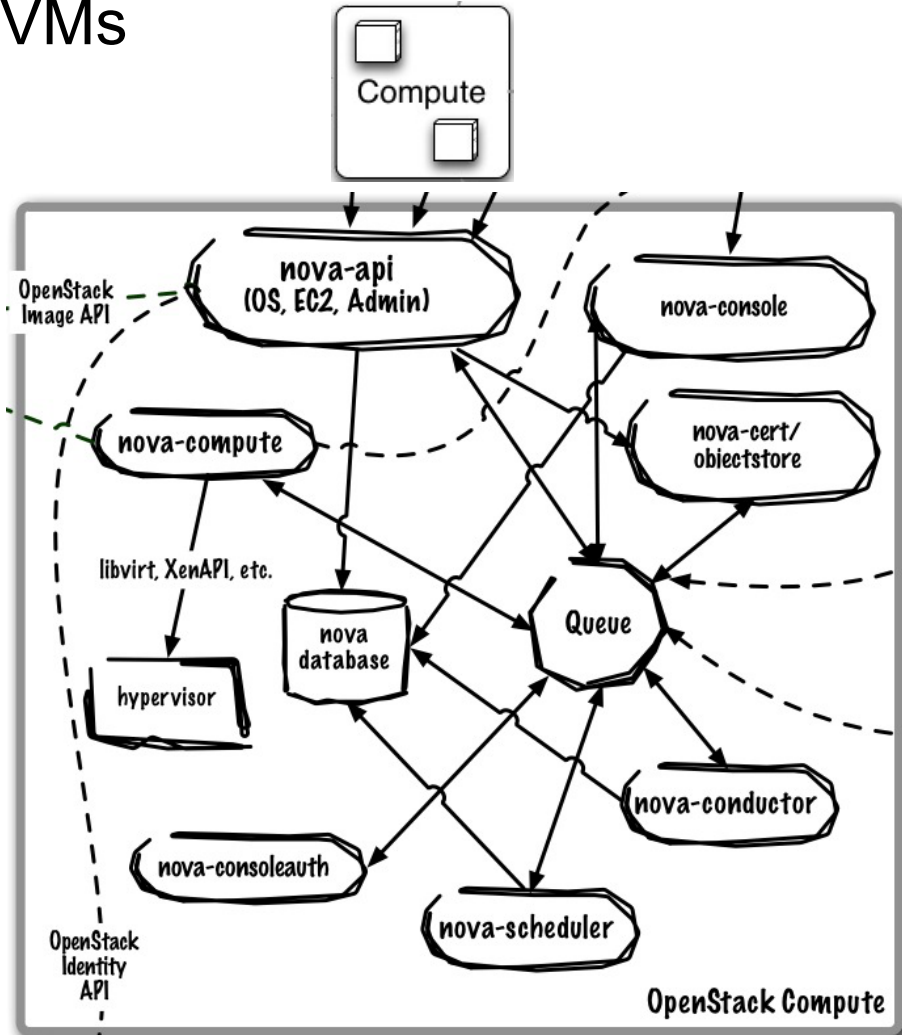 VMs
Compute
nova-api
(OS, EC2, Admin)
OpenStack
Image API
nova-console
nova-compute
nova-cert/
objectstore
libvirt, XenAPI, etc.
Queue
nova
database
hypervisor
nova-conductor
nova-consoleauth
nova-scheduler
OpenStack
Identity
API
OpenStack Compute